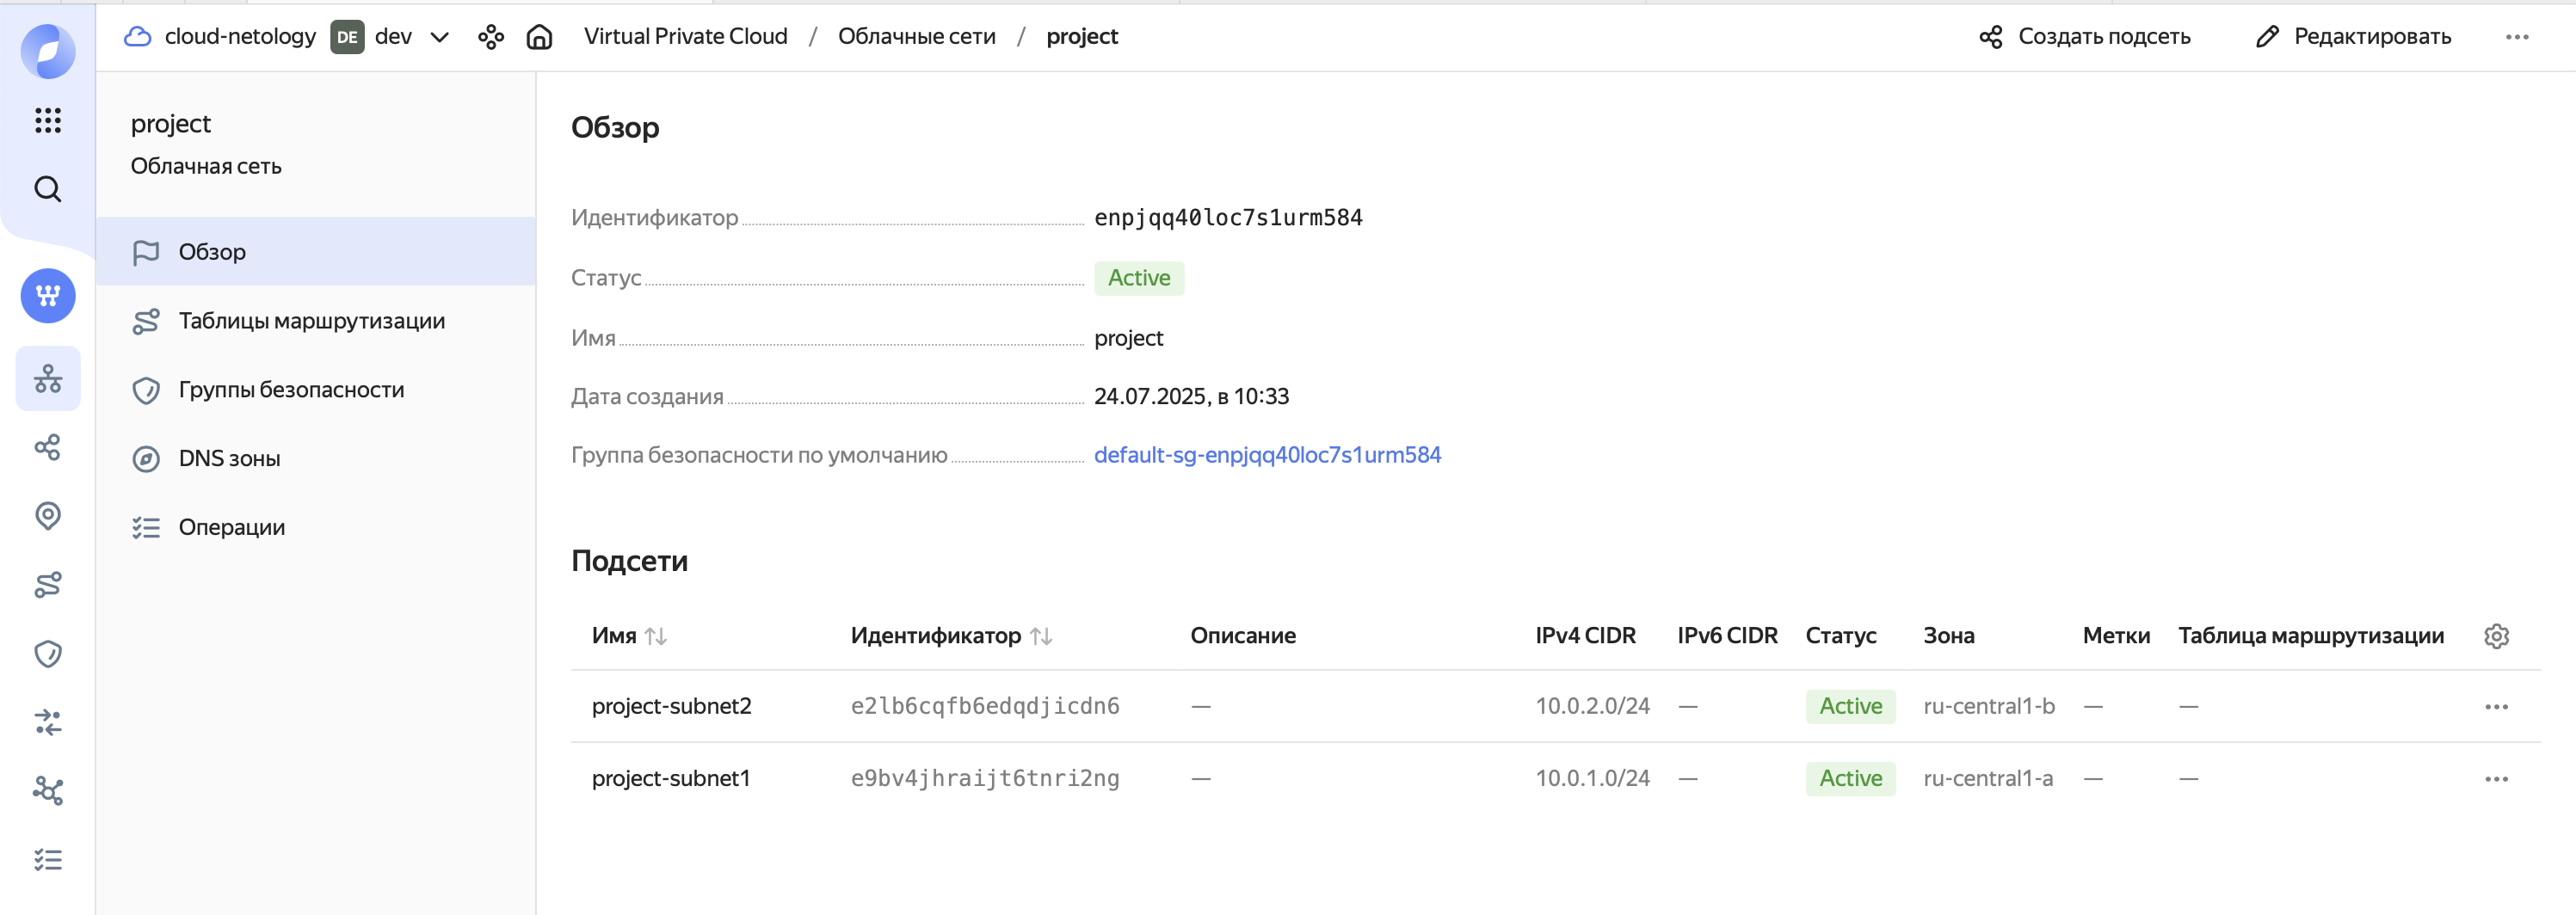 cloud-netology DE dev Virtual Private Cloud / Облачные сети / project Создать подсеть Редактировать
project
Облачная сеть
Обзор
Таблицы маршрутизации
Группы безопасности
DNS зоны
Операции
Обзор
Идентификатор enpjqq40loc7s1urm584
Статус Active
Имя project
Дата создания 24.07.2025, в 10:33
Группа безопасности по умолчанию default-sg-enpjqq40loc7s1urm584
Подсети
Имя Идентификатор Описание IPv4 CIDR IPv6 CIDR Статус Зона Метки Таблица маршрутизации
project-subnet2 e2lb6cqfb6edqdjicdn6 — 10.0.2.0/24 — Active ru-central1-b — —
project-subnet1 e9bv4jhraijt6tnri2ng — 10.0.1.0/24 — Active ru-central1-a — —